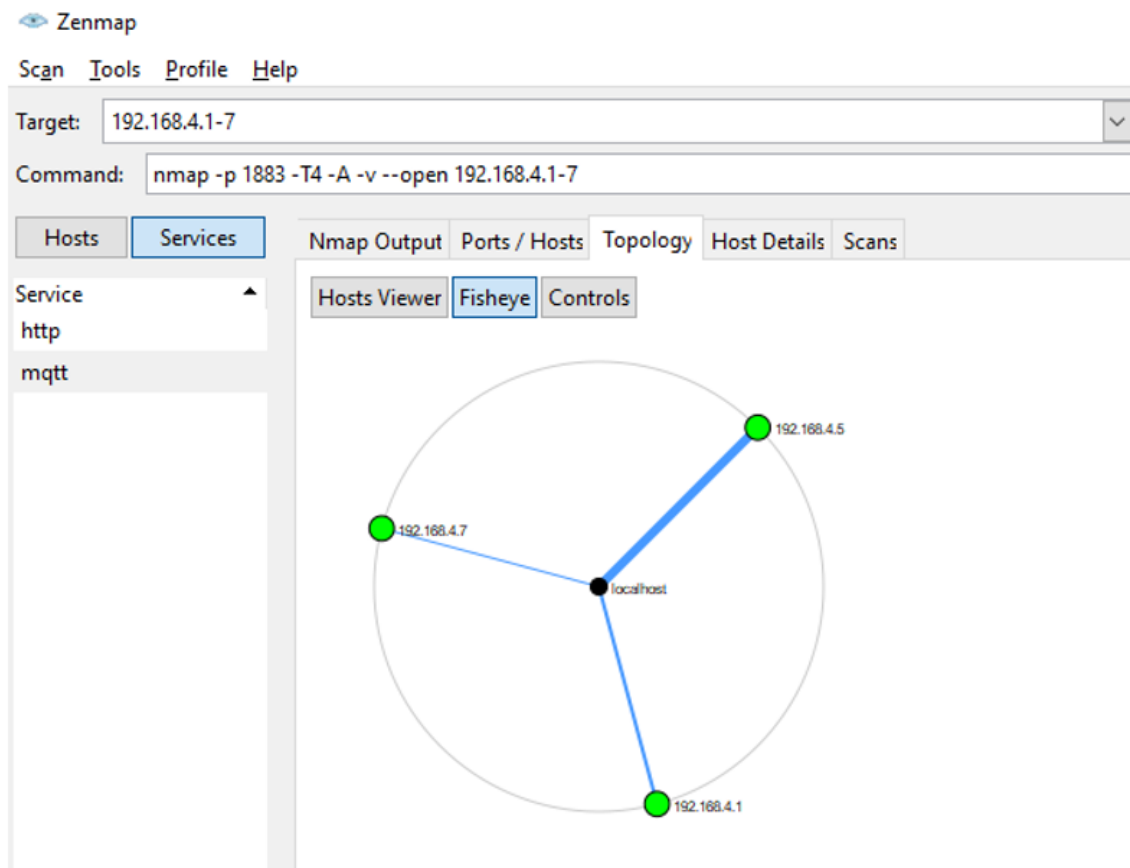 Zenmap
Scan Tools Profile Help
Target: 192.168.4.1-7
Command: nmap -p 1883 -T4 -A -v --open 192.168.4.1-7
Hosts Services Nmap Output Ports / Hosts Topology Host Details Scans
Service
Hosts Viewer Fisheye Controls
http
mqtt
192.168.4.5
192.168.4.7
localhost
192.168.4.1